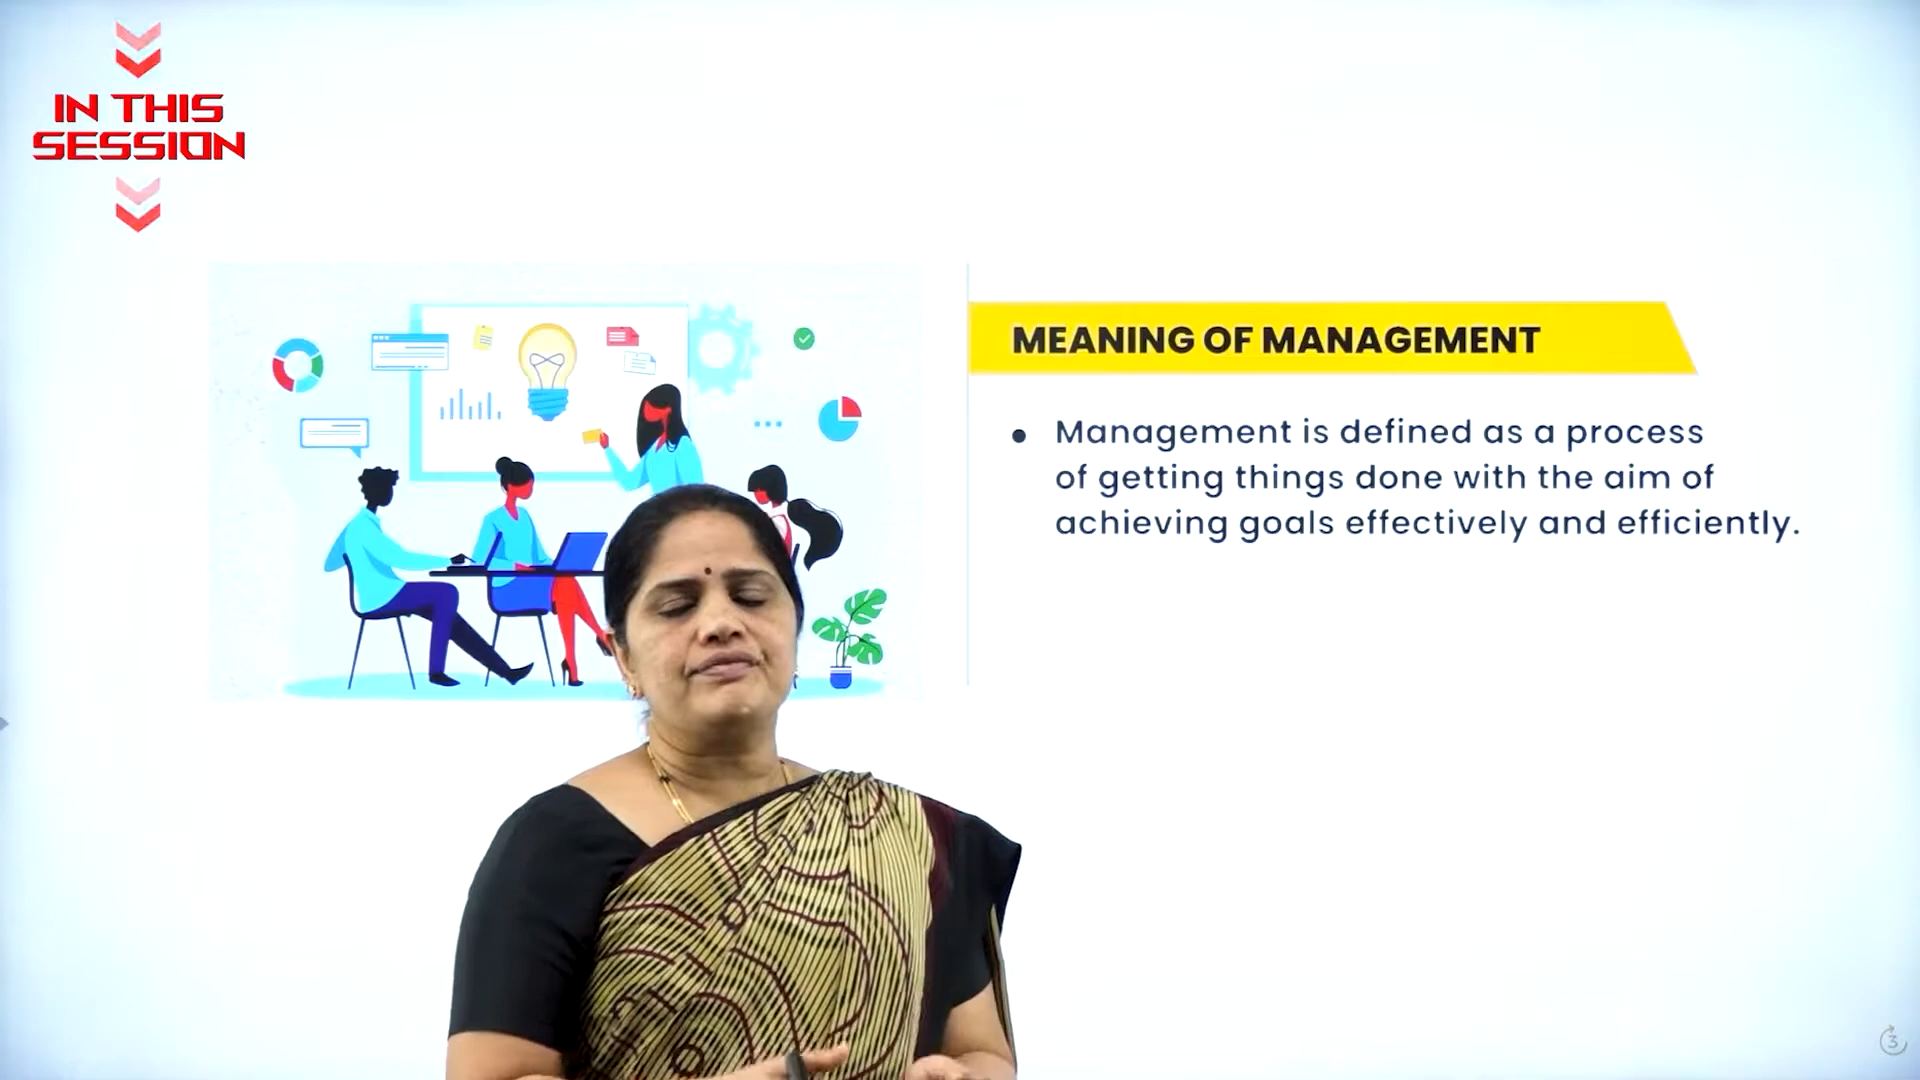 IN THIS
SESSION
MEANING OF MANAGEMENT
• Management is defined as a process
of getting things done with the aim of
achieving goals effectively and efficiently.
3